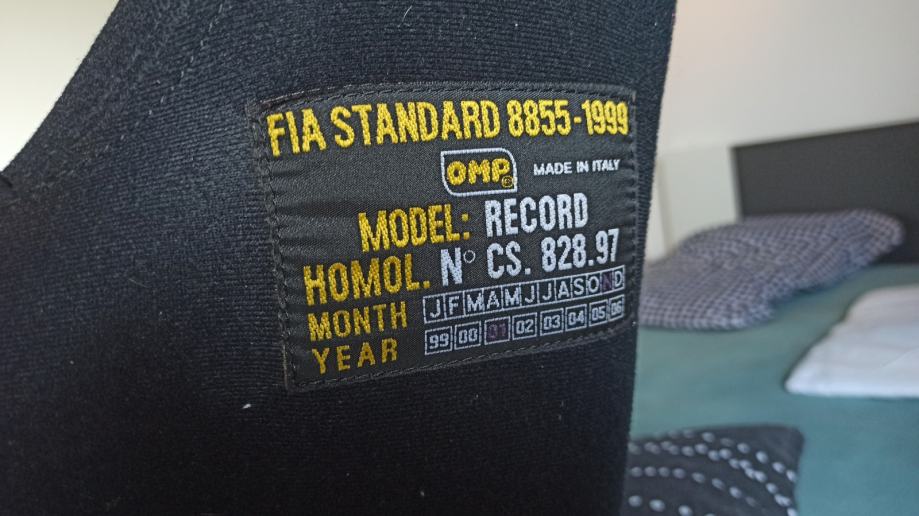 FIA STANDARD 8855-1999
OMP® MADE IN ITALY
MODEL: RECORD
HOMOL. N° CS. 828.97
MONTH J F M A M J J A S O N D
YEAR 99 00 01 02 03 04 05 06